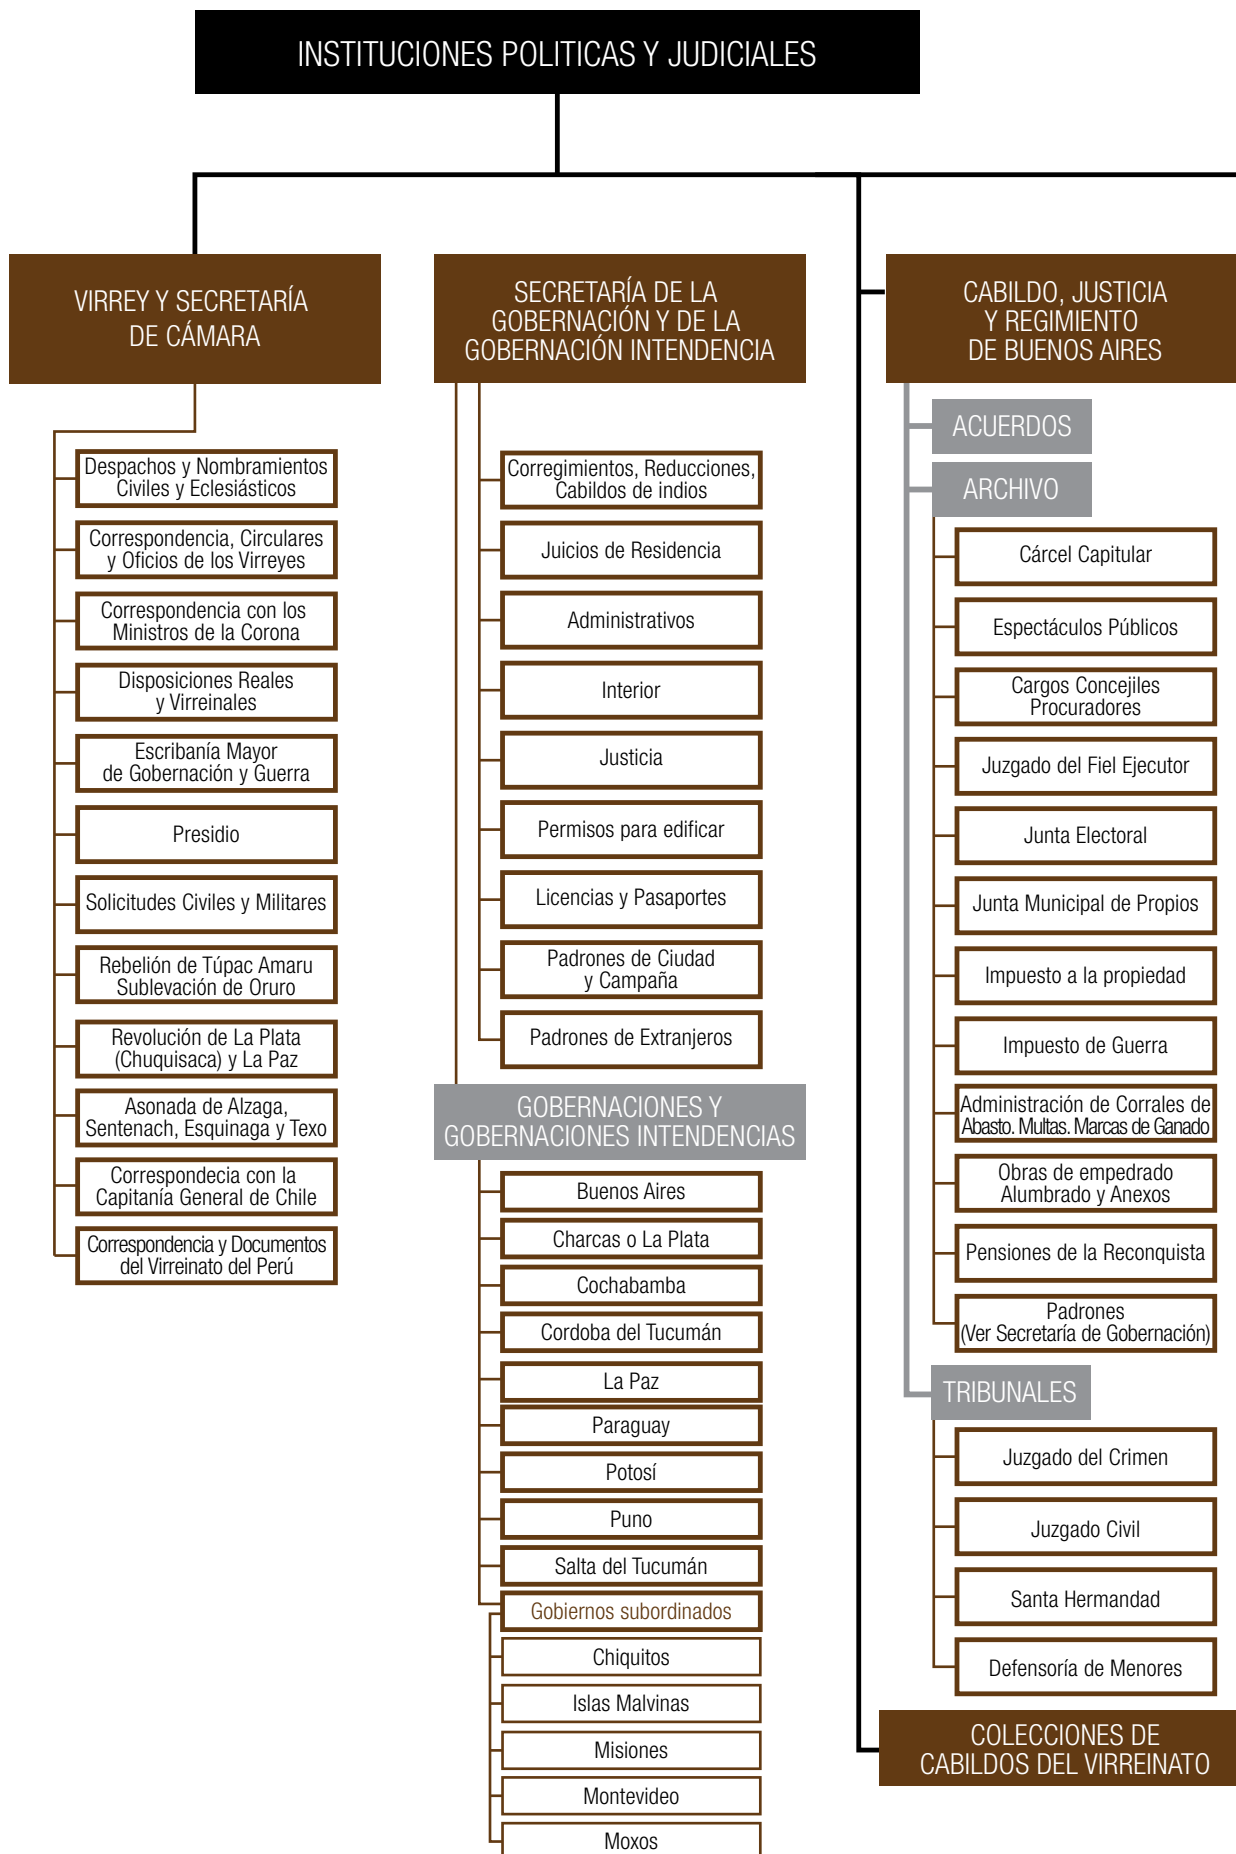 INSTITUCIONES POLITICAS Y JUDICIALES
VIRREY Y SECRETARÍA
DE CÁMARA
Despachos y Nombramientos
Civiles y Eclesiásticos
Correspondencia, Circulares
y Oficios de los Virreyes
Correspondencia con los
Ministros de la Corona
Disposiciones Reales
y Virreinales
Escribanía Mayor
de Gobernación y Guerra
Presidio
Solicitudes Civiles y Militares
Rebelión de Túpac Amaru
Sublevación de Oruro
Revolución de La Plata
(Chuquisaca) y La Paz
Asonada de Alzaga,
Sentenach, Esquinaga y Texo
Correspondecia con la
Capitanía General de Chile
Correspondencia y Documentos
del Virreinato del Perú
SECRETARÍA DE LA
GOBERNACIÓN Y DE LA
GOBERNACIÓN INTENDENCIA
Corregimientos, Reducciones,
Cabildos de indios
Juicios de Residencia
Administrativos
Interior
Justicia
Permisos para edificar
Licencias y Pasaportes
Padrones de Ciudad
y Campaña
Padrones de Extranjeros
GOBERNACIONES Y
GOBERNACIONES INTENDENCIAS
Buenos Aires
Charcas o La Plata
Cochabamba
Cordoba del Tucumán
La Paz
Paraguay
Potosí
Puno
Salta del Tucumán
Gobiernos subordinados
Chiquitos
Islas Malvinas
Misiones
Montevideo
Moxos
CABILDO, JUSTICIA
Y REGIMIENTO
DE BUENOS AIRES
ACUERDOS
ARCHIVO
Cárcel Capitular
Espectáculos Públicos
Cargos Concejiles
Procuradores
Juzgado del Fiel Ejecutor
Junta Electoral
Junta Municipal de Propios
Impuesto a la propiedad
Impuesto de Guerra
Administración de Corrales de
Abasto. Multas. Marcas de Ganado
Obras de empedrado
Alumbrado y Anexos
Pensiones de la Reconquista
Padrones
(Ver Secretaría de Gobernación)
TRIBUNALES
Juzgado del Crimen
Juzgado Civil
Santa Hermandad
Defensoría de Menores
COLECCIONES DE
CABILDOS DEL VIRREINATO